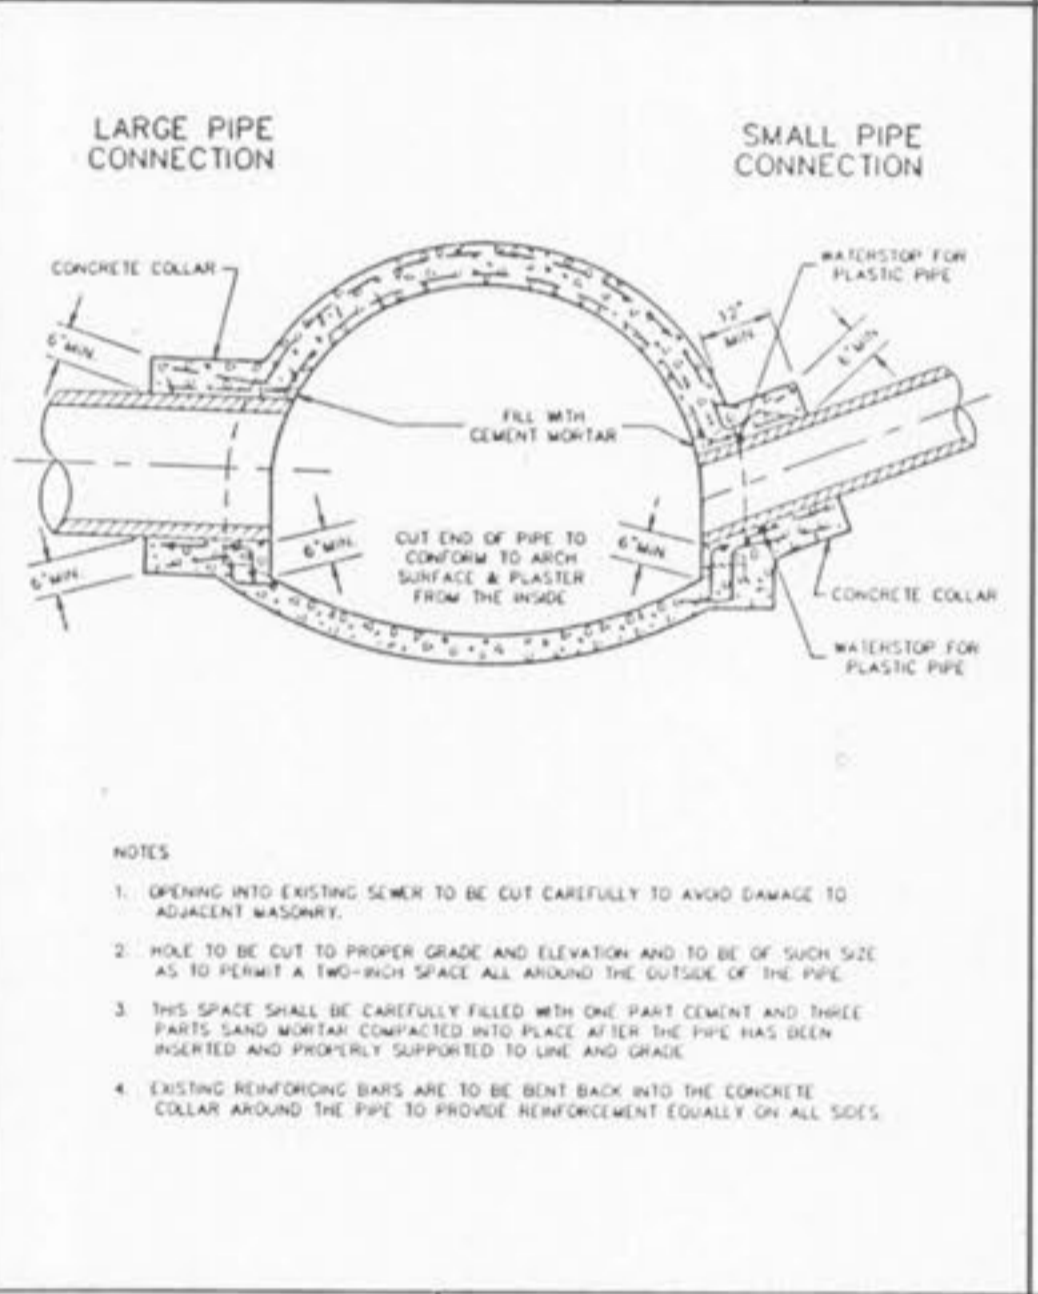 LARGE PIPE
CONNECTION
SMALL PIPE
CONNECTION
CONCRETE COLLAR
WATERSTOP FOR
PLASTIC PIPE
12"
MIN.
6"MIN.
6"MIN.
FILL WITH
CEMENT MORTAR
6"MIN.
CUT END OF PIPE TO
CONFORM TO ARCH
SURFACE & PLASTER
FROM THE INSIDE
6"MIN.
6"MIN.
CONCRETE COLLAR
WATERSTOP FOR
PLASTIC PIPE
NOTES
1. OPENING INTO EXISTING SEWER TO BE CUT CAREFULLY TO AVOID DAMAGE TO
ADJACENT MASONRY.
2. HOLE TO BE CUT TO PROPER GRADE AND ELEVATION AND TO BE OF SUCH SIZE
AS TO PERMIT A TWO-INCH SPACE ALL AROUND THE OUTSIDE OF THE PIPE
3. THIS SPACE SHALL BE CAREFULLY FILLED WITH ONE PART CEMENT AND THREE
PARTS SAND MORTAR COMPACTED INTO PLACE AFTER THE PIPE HAS BEEN
INSERTED AND PROPERLY SUPPORTED TO LINE AND GRADE
4. EXISTING REINFORCING BARS ARE TO BE BENT BACK INTO THE CONCRETE
COLLAR AROUND THE PIPE TO PROVIDE REINFORCEMENT EQUALLY ON ALL SIDES.